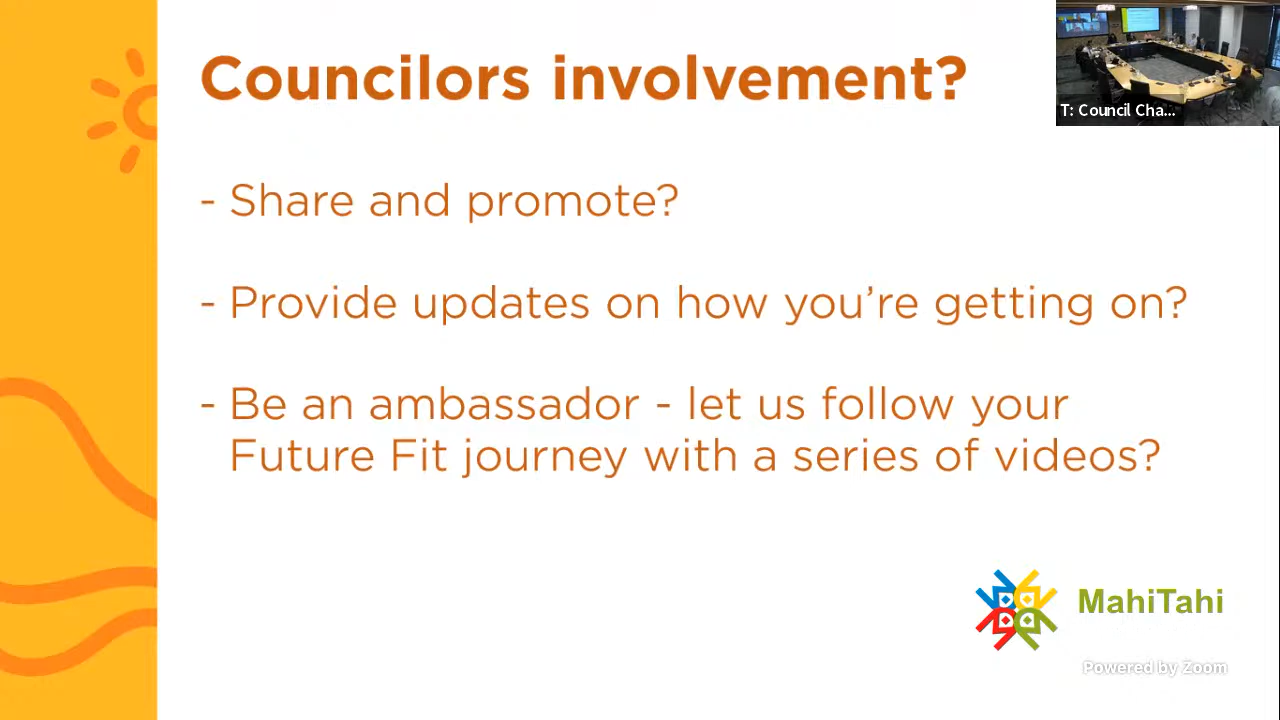 Councilors involvement?
T: Council Cha...
- Share and promote?
- Provide updates on how you're getting on?
- Be an ambassador - let us follow your
Future Fit journey with a series of videos?
MahiTahi
Powered by Zoom